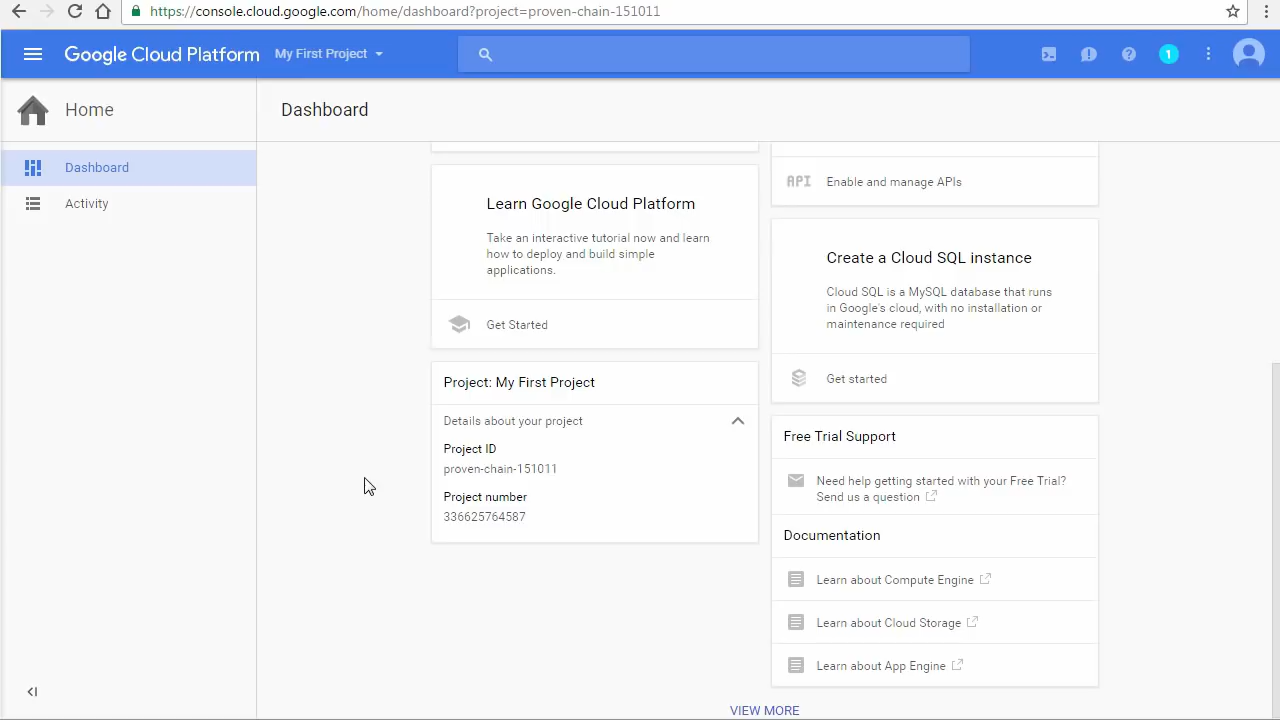 https://console.cloud.google.com/home/dashboard?project=proven-chain-151011
Google Cloud Platform
My First Project
1
Home
Dashboard
Dashboard
Activity
Learn Google Cloud Platform
Take an interactive tutorial now and learn
how to deploy and build simple
applications.
Get Started
Project: My First Project
Details about your project
Project ID
proven-chain-151011
Project number
336625764587
API
Enable and manage APIs
Create a Cloud SQL instance
Cloud SQL is a MySQL database that runs
in Google's cloud, with no installation or
maintenance required
Get started
Free Trial Support
Need help getting started with your Free Trial?
Send us a question
Documentation
Learn about Compute Engine
Learn about Cloud Storage
Learn about App Engine
VIEW MORE